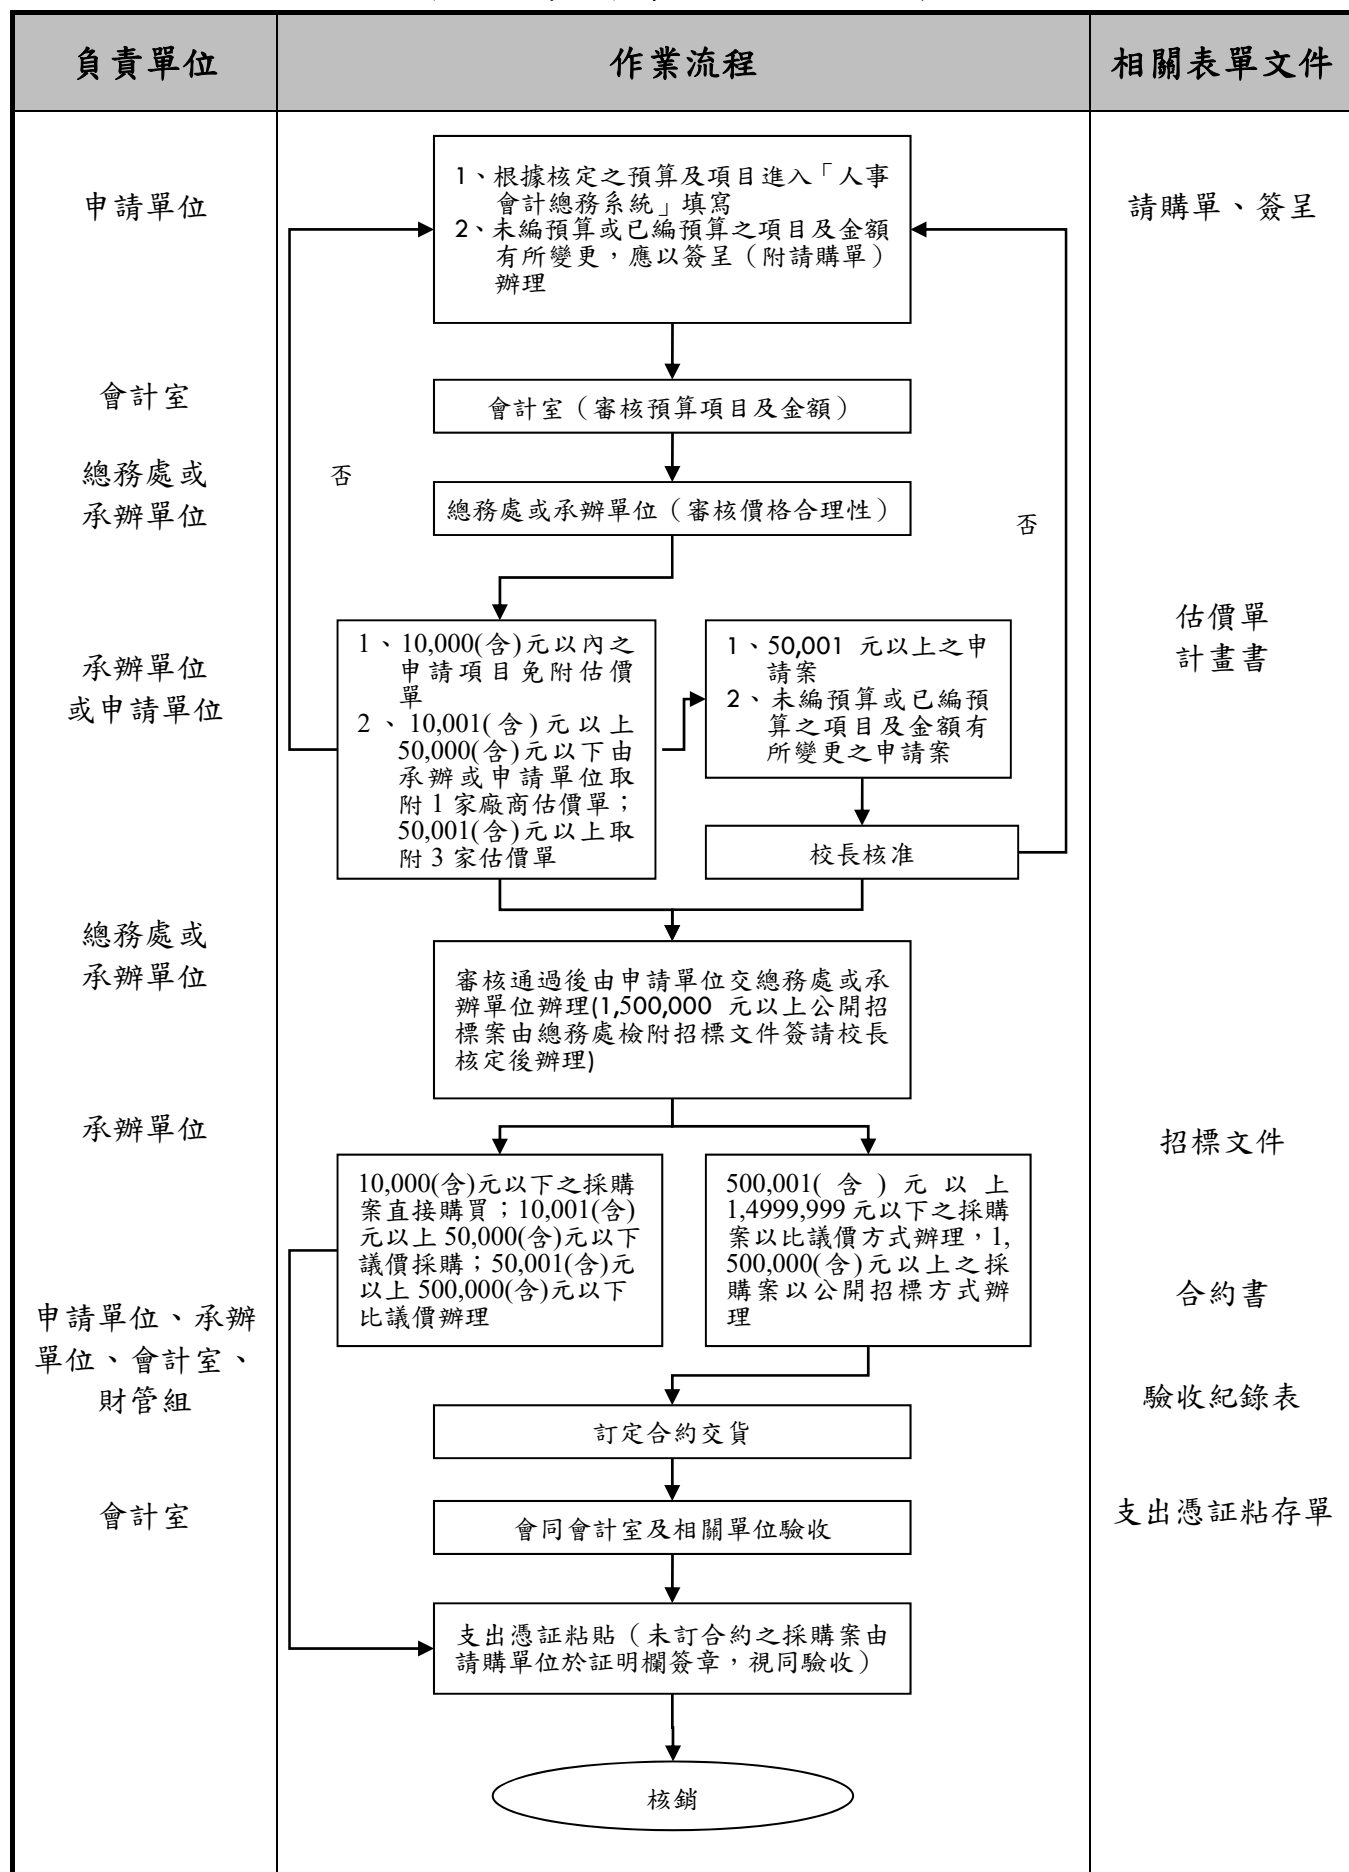 負責單位
作業流程
相關表單文件
申請單位
1、根據核定之預算及項目進入「人事
會計總務系統」填寫
2、未編預算或已編預算之項目及金額
有所變更，應以簽呈（附請購單）
辦理
請購單、簽呈
會計室
會計室（審核預算項目及金額）
總務處或
承辦單位
否
總務處或承辦單位（審核價格合理性）
否
承辦單位
或申請單位
1、10,000(含)元以內之
申請項目免附估價
單
2、10,001(含)元以上
50,000(含)元以下由
承辦或申請單位取
附 1 家廠商估價單；
50,001(含)元以上取
附 3 家估價單
1、50,001 元以上之申
請案
2、未編預算或已編預
算之項目及金額有
所變更之申請案
估價單
計畫書
校長核准
總務處或
承辦單位
審核通過後由申請單位交總務處或承
辦單位辦理(1,500,000 元以上公開招
標案由總務處檢附招標文件簽請校長
核定後辦理)
承辦單位
招標文件
10,000(含)元以下之採購
案直接購買；10,001(含)
元以上 50,000(含)元以下
議價採購；50,001(含)元
以上 500,000(含)元以下
比議價辦理
500,001(含)元以上
1,4999,999 元以下之採購
案以比議價方式辦理，1,
500,000(含)元以上之採
購案以公開招標方式辦
理
合約書
申請單位、承辦
單位、會計室、
財管組
驗收紀錄表
訂定合約交貨
會計室
會同會計室及相關單位驗收
支出憑証粘存單
支出憑証粘貼（未訂合約之採購案由
請購單位於証明欄簽章，視同驗收）
核銷